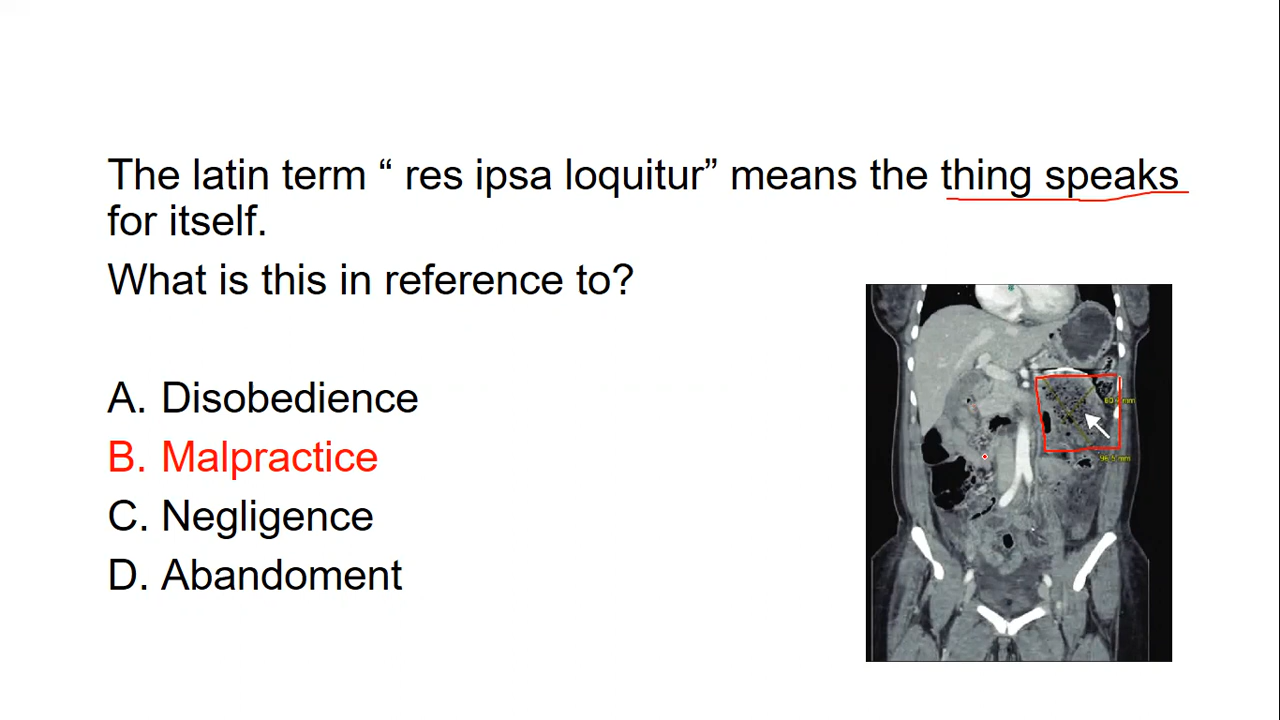 The latin term “ res ipsa loquitur” means the thing speaks
for itself.
What is this in reference to?
A. Disobedience
B. Malpractice
C. Negligence
D. Abandoment